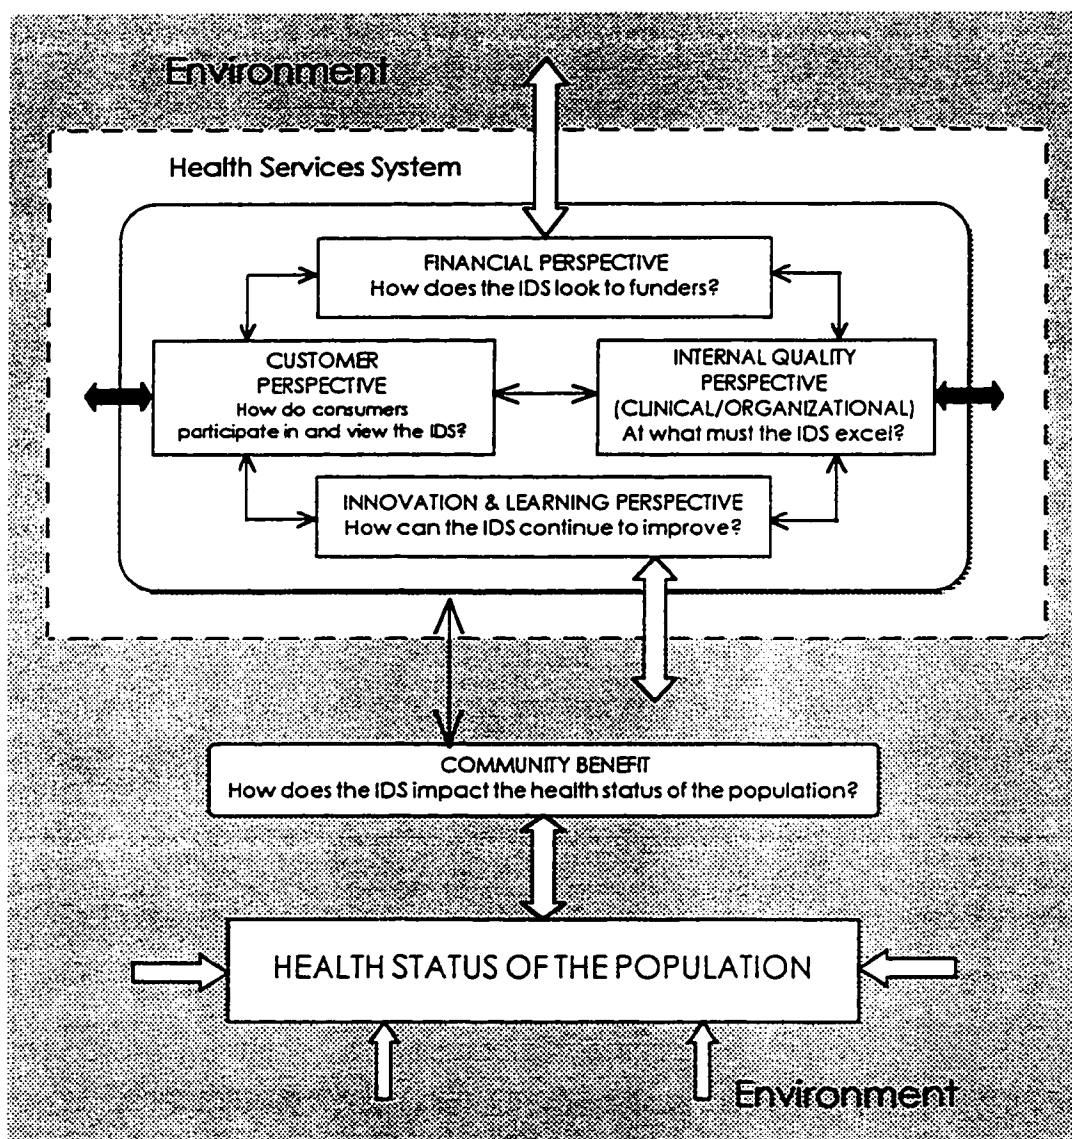 Environment
Health Services System
FINANCIAL PERSPECTIVE
How does the IDS look to funders?
CUSTOMER
PERSPECTIVE
How do consumers
participate in and view the IDS?
INTERNAL QUALITY
PERSPECTIVE
(CLINICAL/ORGANIZATIONAL)
At what must the IDS excel?
INNOVATION & LEARNING PERSPECTIVE
How can the IDS continue to improve?
COMMUNITY BENEFIT
How does the IDS impact the health status of the population?
HEALTH STATUS OF THE POPULATION
Environment